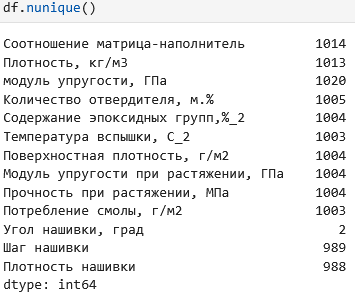 df.nunique()
Соотношение матрица-наполнитель 1014
Плотность, кг/м3 1013
модуль упругости, ГПа 1020
Количество отвердителя, м.% 1005
Содержание эпоксидных групп,%_2 1004
Температура вспышки, С_2 1003
Поверхностная плотность, г/м2 1004
Модуль упругости при растяжении, ГПа 1004
Прочность при растяжении, МПа 1004
Потребление смолы, г/м2 1003
Угол нашивки, град 2
Шаг нашивки 989
Плотность нашивки 988
dtype: int64